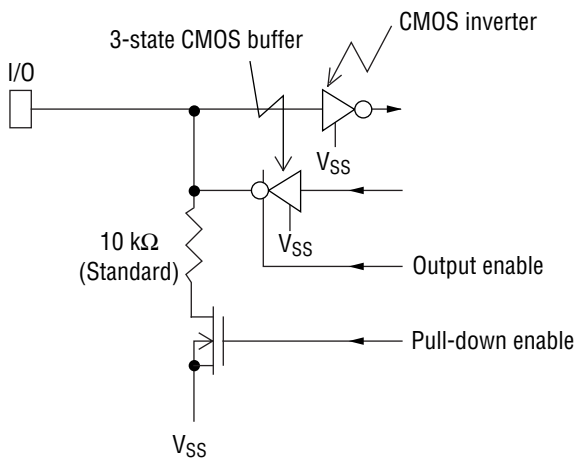 CMOS inverter
3-state CMOS buffer
I/O
VSS
VSS
10 kΩ
(Standard)
Output enable
Pull-down enable
VSS